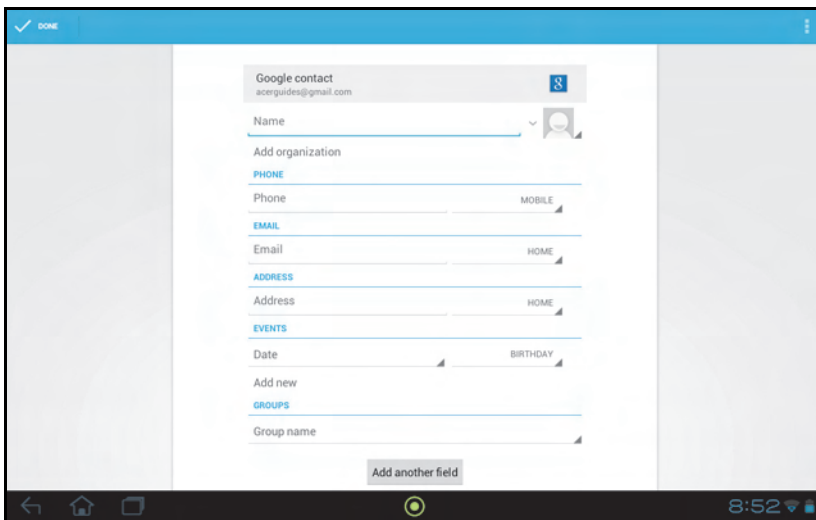 DONE
Google contact
acerguides@gmail.com
8
Name
Add organization
PHONE
Phone MOBILE
EMAIL
Email HOME
ADDRESS
Address HOME
EVENTS
Date BIRTHDAY
Add new
GROUPS
Group name
Add another field
8:52